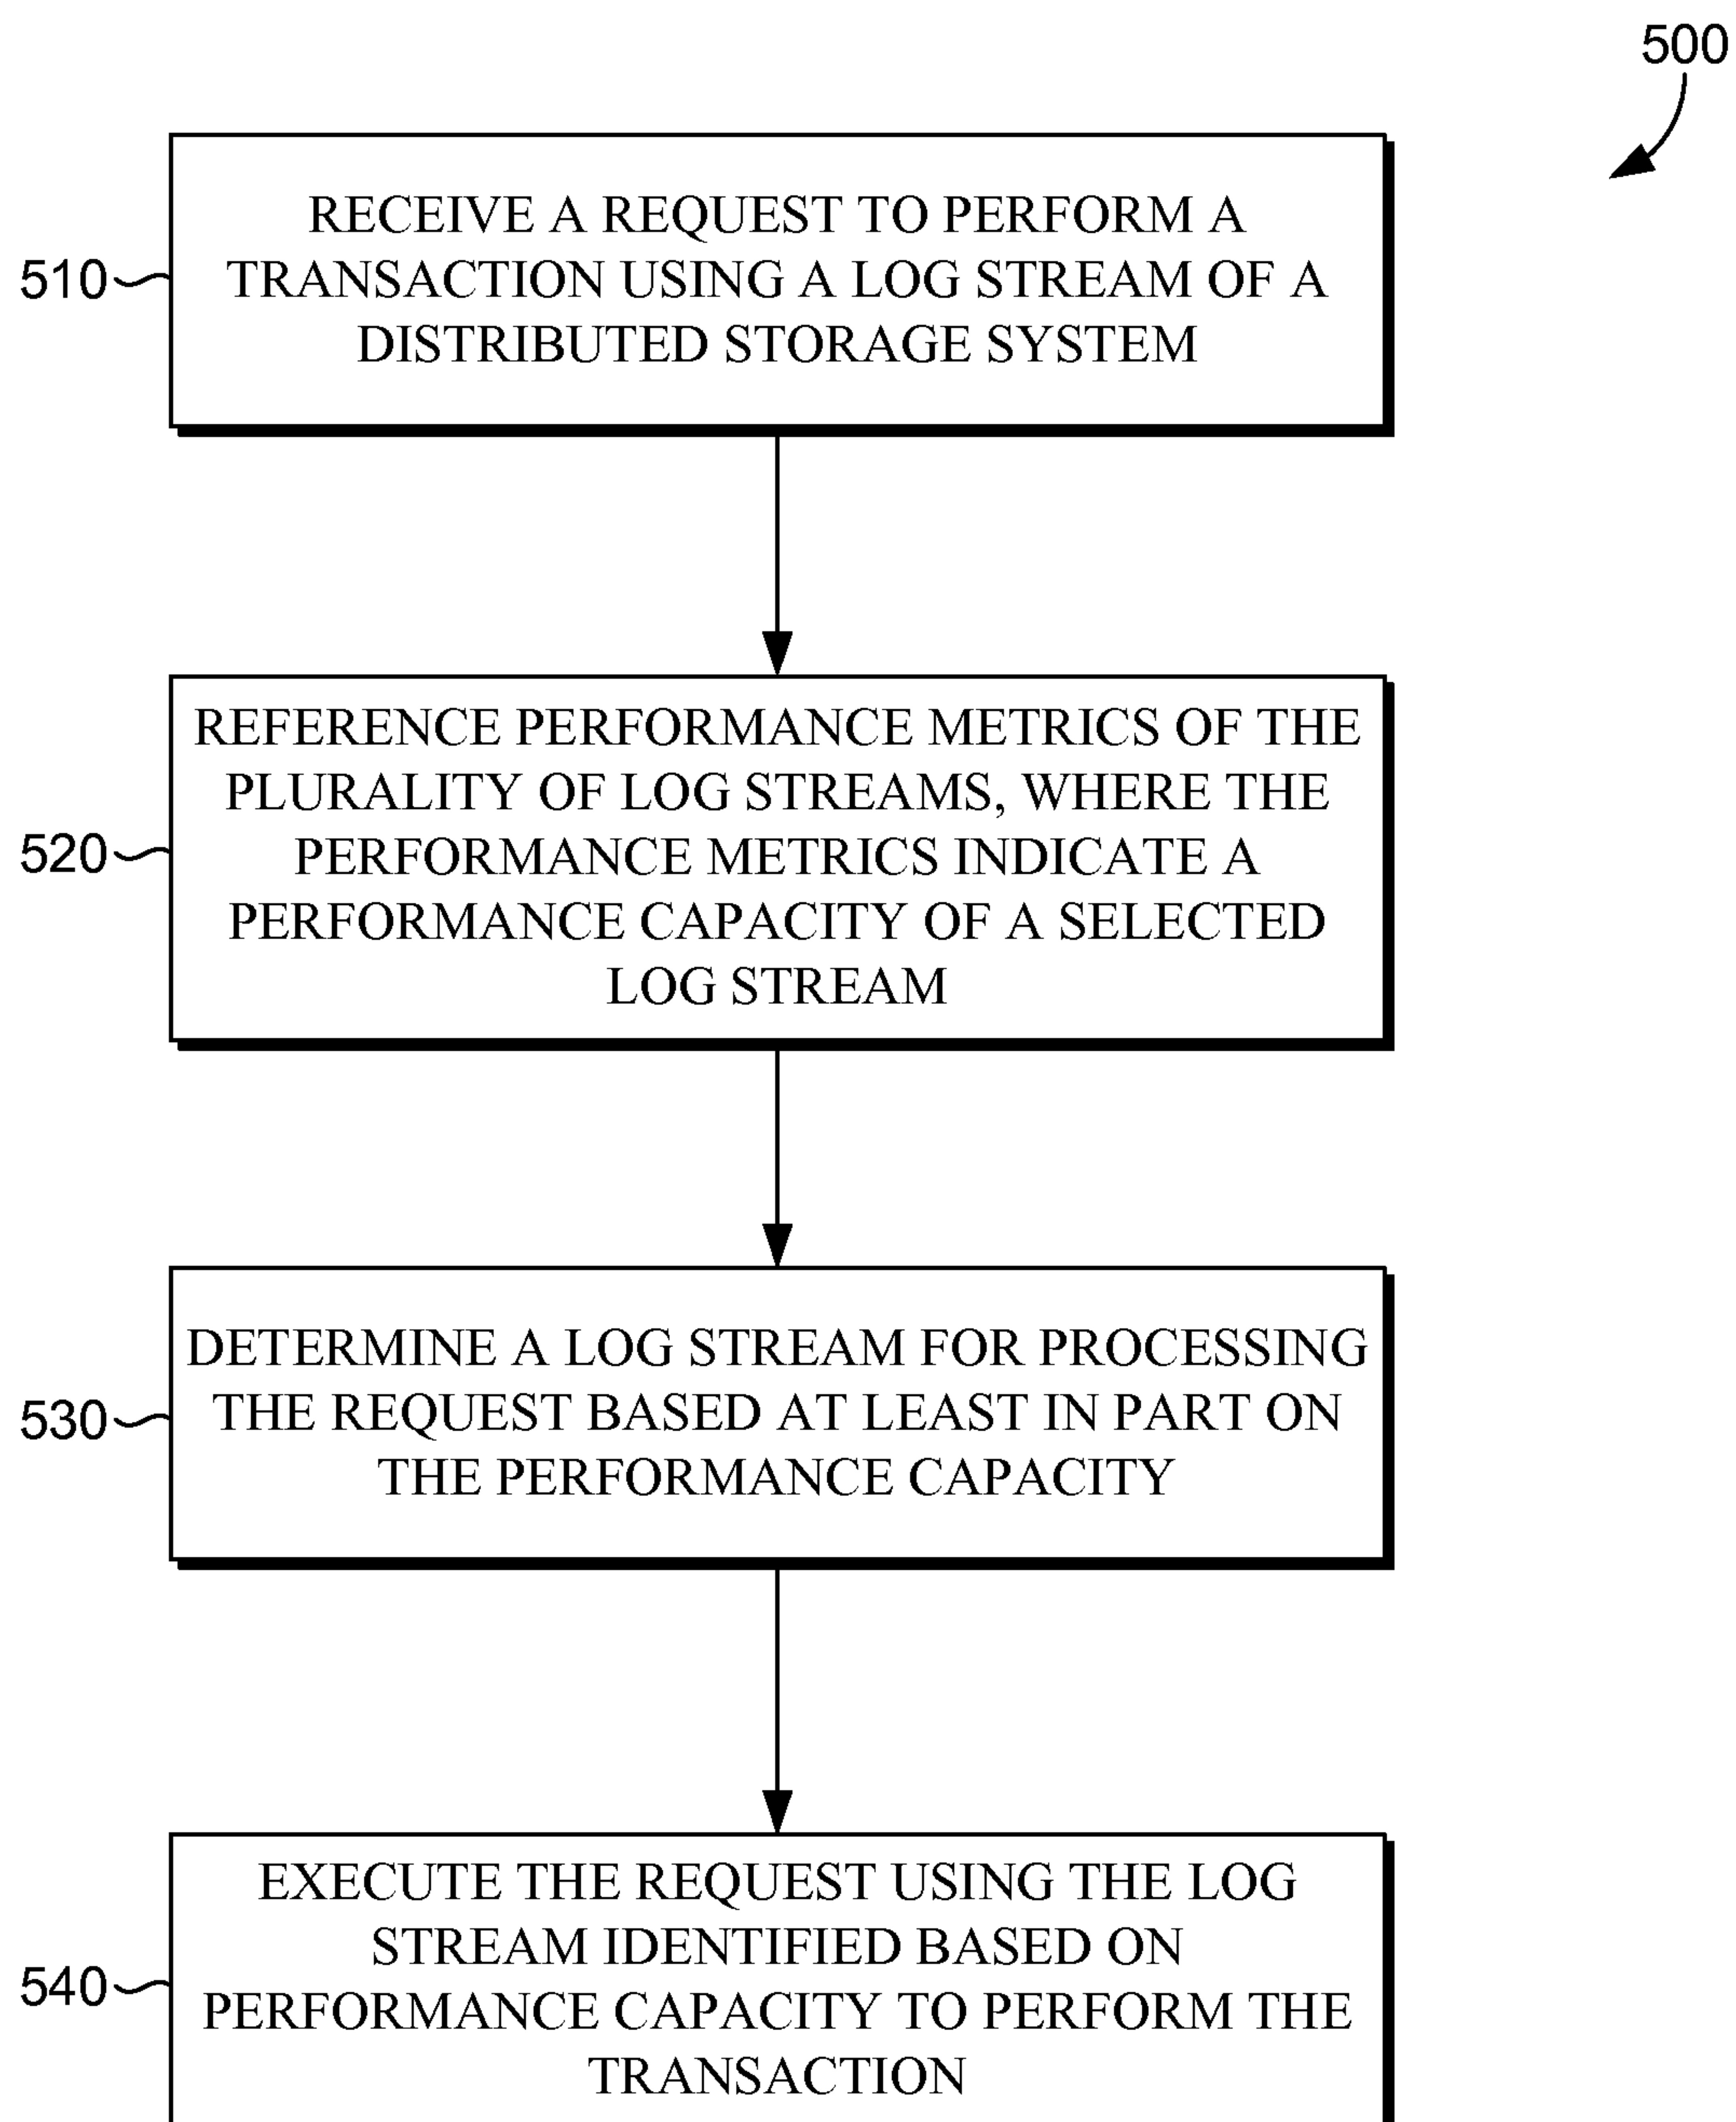 500
510
RECEIVE A REQUEST TO PERFORM A
TRANSACTION USING A LOG STREAM OF A
DISTRIBUTED STORAGE SYSTEM
520
REFERENCE PERFORMANCE METRICS OF THE
PLURALITY OF LOG STREAMS, WHERE THE
PERFORMANCE METRICS INDICATE A
PERFORMANCE CAPACITY OF A SELECTED
LOG STREAM
530
DETERMINE A LOG STREAM FOR PROCESSING
THE REQUEST BASED AT LEAST IN PART ON
THE PERFORMANCE CAPACITY
540
EXECUTE THE REQUEST USING THE LOG
STREAM IDENTIFIED BASED ON
PERFORMANCE CAPACITY TO PERFORM THE
TRANSACTION